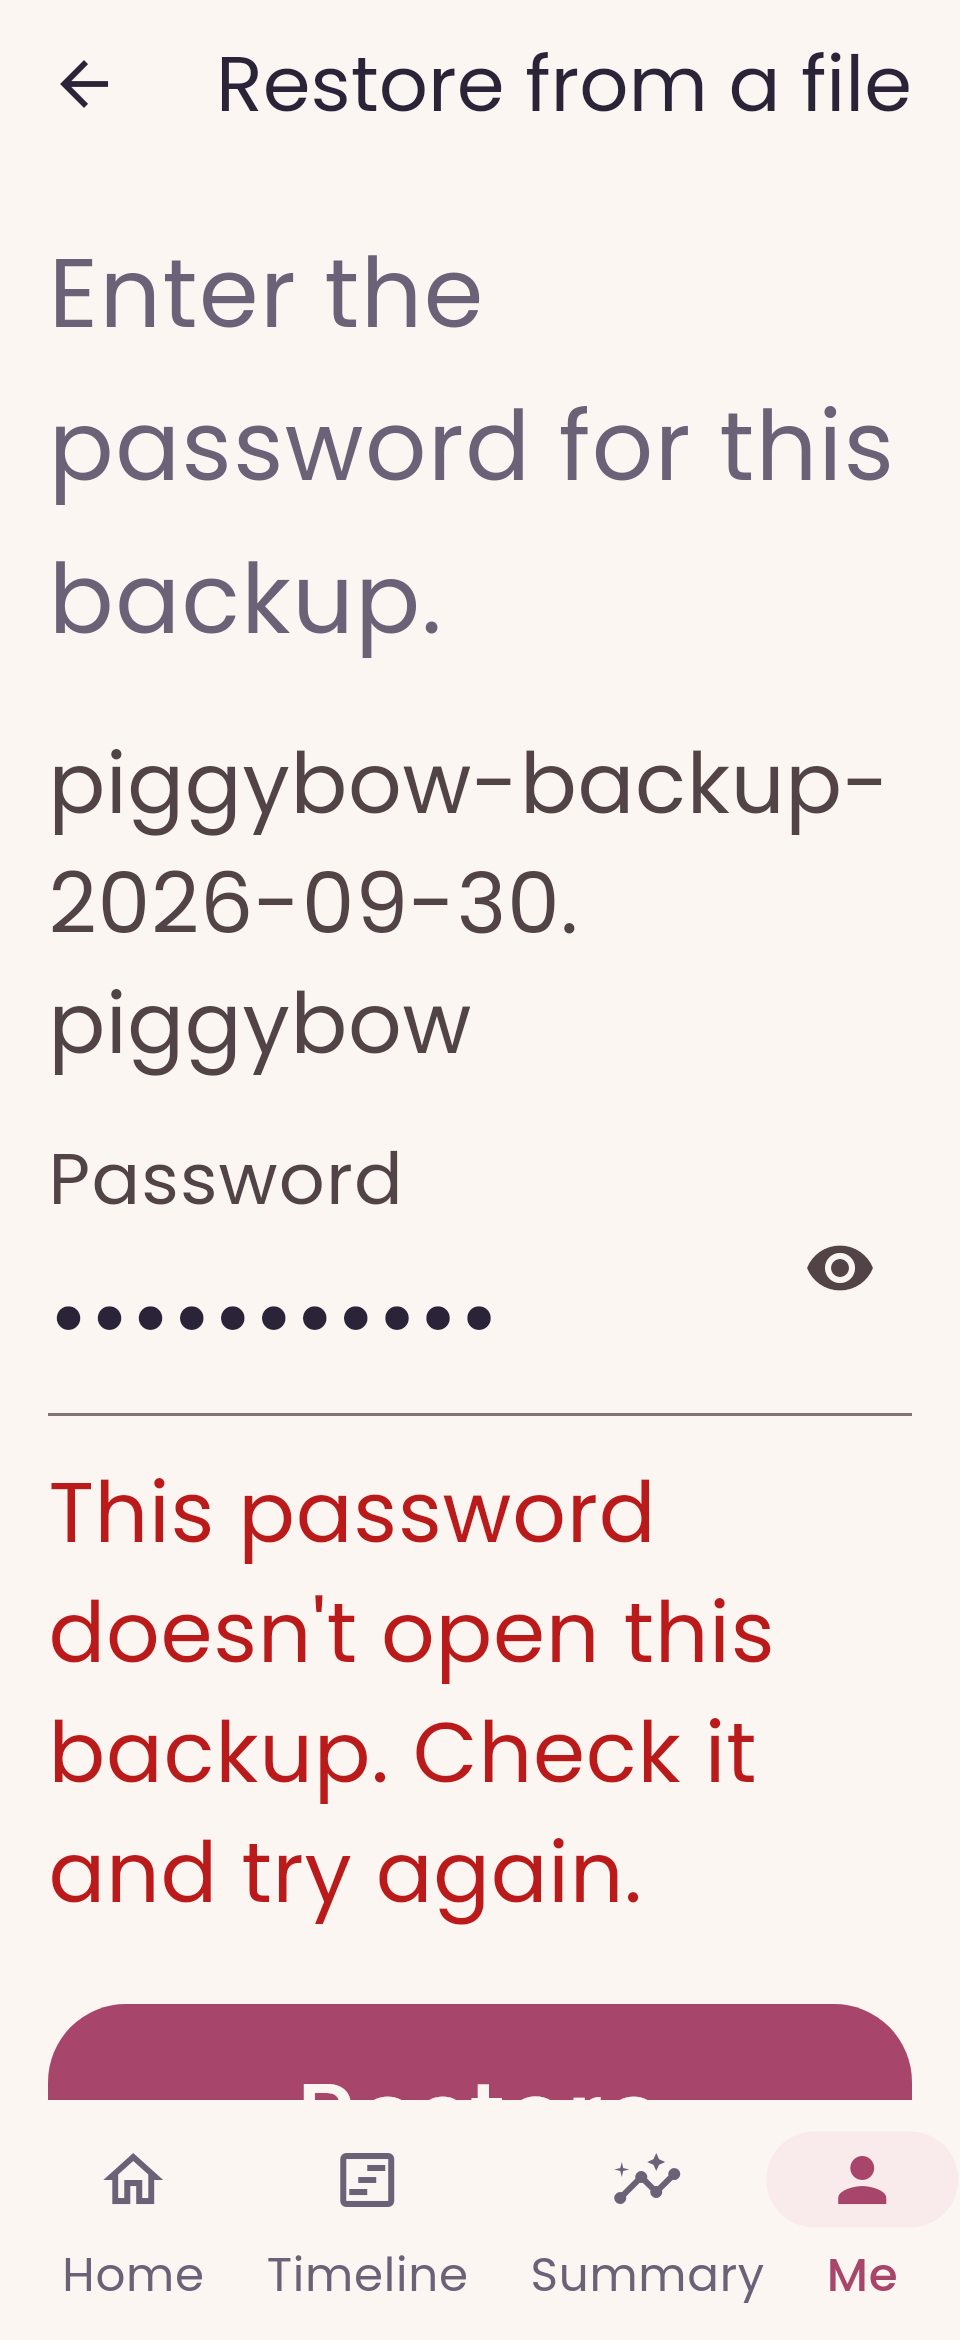 Restore from a file
Enter the
password for this
backup.
piggybow-backup-
2026-09-30.
piggybow
Password
•••••••••••
This password
doesn't open this
backup. Check it
and try again.
Restore
Home
Timeline
Summary
Me